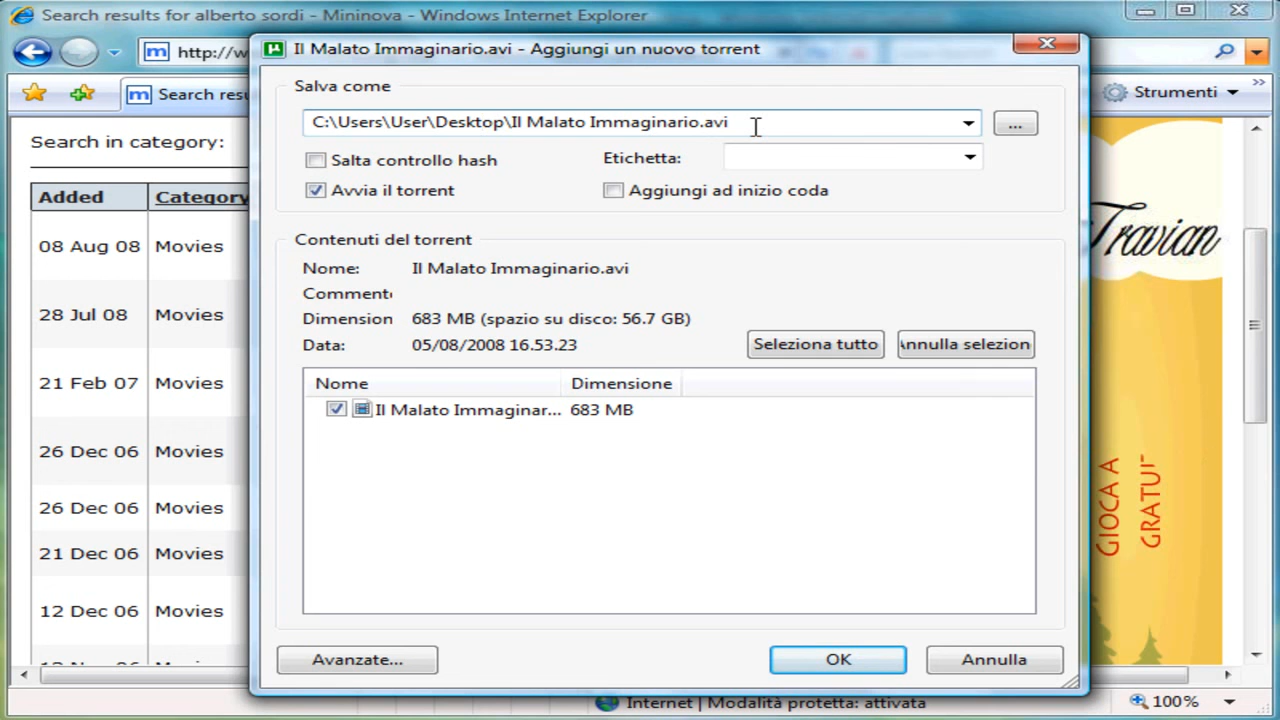 Search results for alberto sordi - Mininova - Windows Internet Explorer
Il Malato Immaginario.avi - Aggiungi un nuovo torrent
http://w
Search resu
Strumenti
Search in category:
Salva come
C:\Users\User\Desktop\Il Malato Immaginario.avi
...
Salta controllo hash
Etichetta:
Avvia il torrent
Aggiungi ad inizio coda
Added Category
08 Aug 08 Movies
28 Jul 08 Movies
21 Feb 07 Movies
26 Dec 06 Movies
26 Dec 06 Movies
21 Dec 06 Movies
12 Dec 06 Movies
Contenuti del torrent
Nome: Il Malato Immaginario.avi
Comment
Dimension 683 MB (spazio su disco: 56.7 GB)
Data: 05/08/2008 16.53.23
Seleziona tutto
Annulla selezion
Nome Dimensione
Il Malato Immaginar... 683 MB
Avanzate...
OK
Annulla
Travian
GIOCA A
GRATU
Internet | Modalità protetta: attivata
100%